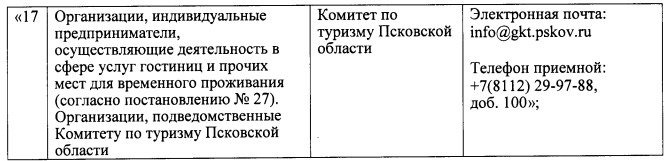 «17
Организации, индивидуальные
предприниматели,
осуществляющие деятельность в
сфере услуг гостиниц и прочих
мест для временного проживания
(согласно постановлению № 27).
Организации, подведомственные
Комитету по туризму Псковской
области
Комитет по
туризму Псковской
области
Электронная почта:
info@gkt.pskov.ru
Телефон приемной:
+7(8112) 29-97-88,
доб. 100»;